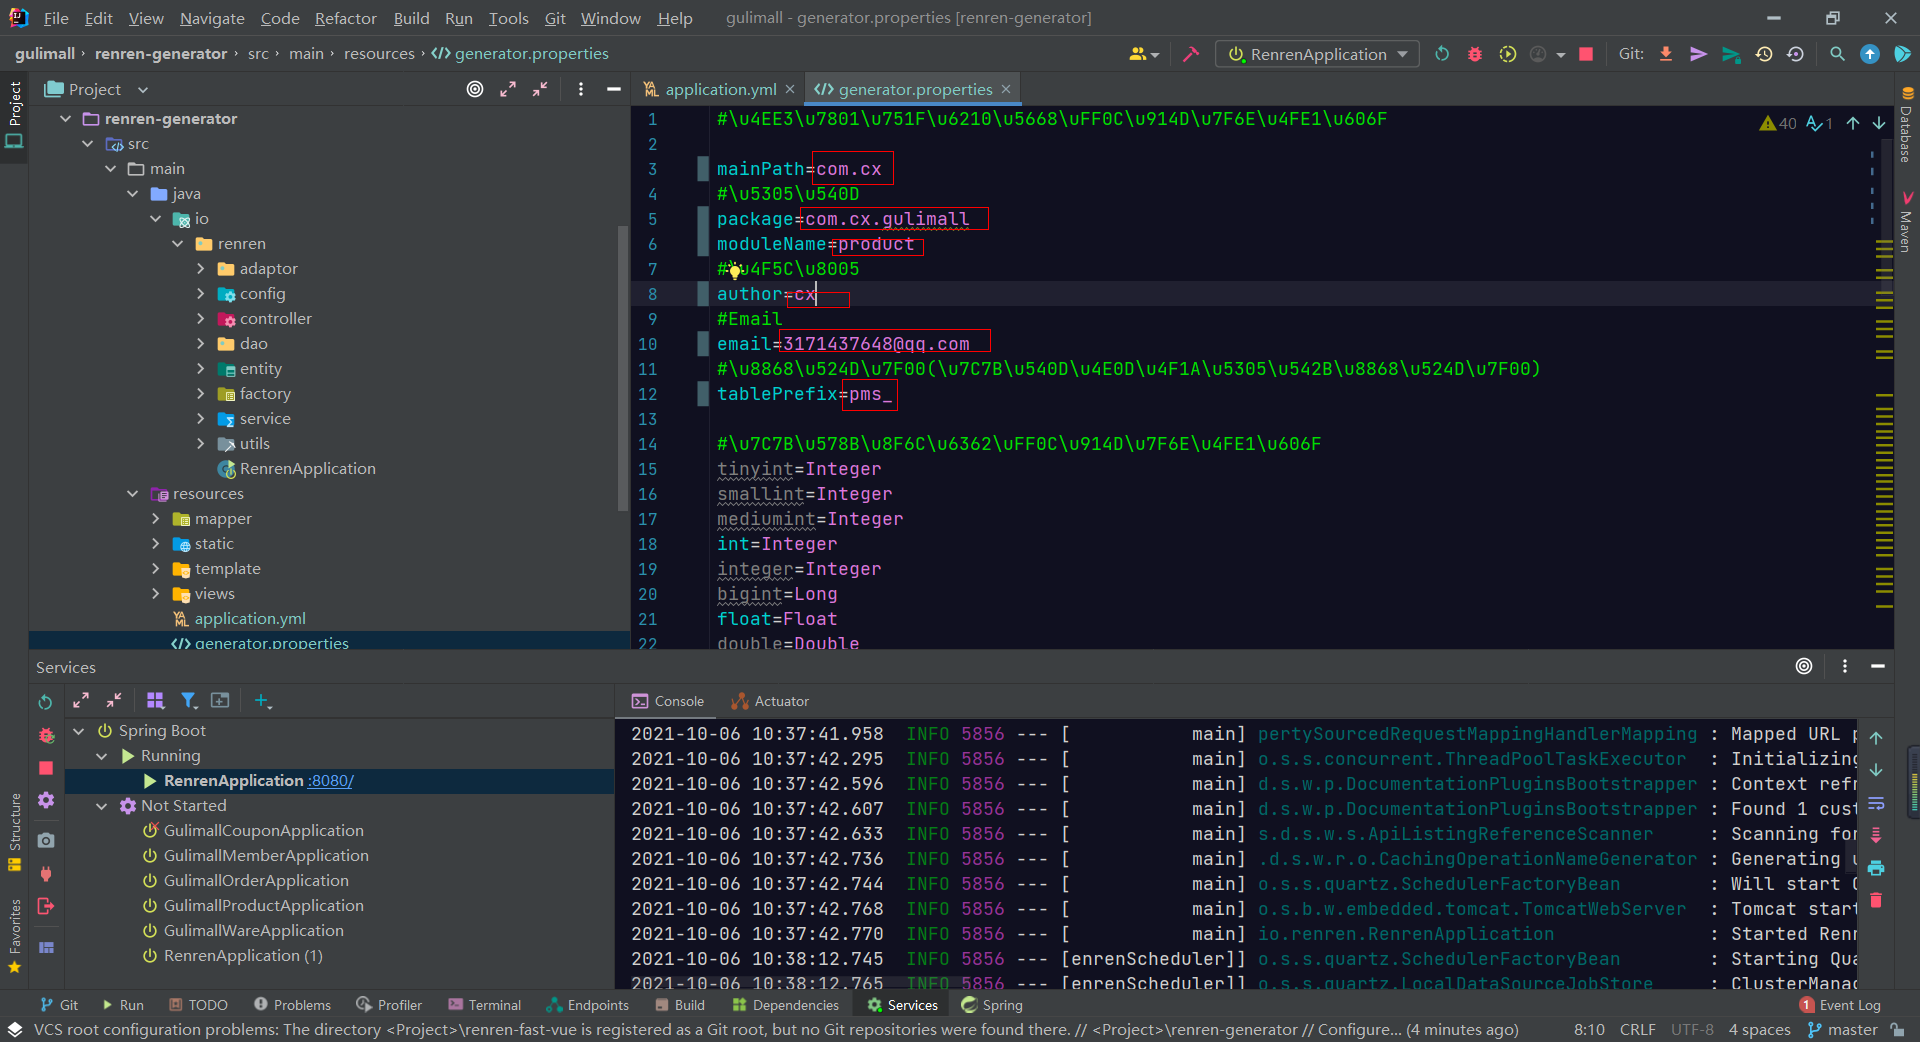 File Edit View Navigate Code Refactor Build Run Tools Git Window Help gulimall - generator.properties [renren-generator]
gulimall › renren-generator › src › main › resources › generator.properties
RenrenApplication
Git:
Project
application.yml
generator.properties
Project
renren-generator
src
main
java
io
renren
adaptor
config
controller
dao
entity
factory
service
utils
RenrenApplication
resources
mapper
static
template
views
application.yml
generator.properties
1 #\u4EE3\u7801\u751F\u6210\u5668\uFF0C\u914D\u7F6E\u4FE1\u606F
2
3 mainPath=com.cx
4 #\u5305\u540D
5 package=com.cx.gulimall
6 moduleName=product
7 #\u4F5C\u8005
8 author=cx
9 #Email
10 email=3171437648@qq.com
11 #\u8868\u524D\u7F00(\u7C7B\u540D\u4E0D\u4F1A\u5305\u542B\u8868\u524D\u7F00)
12 tablePrefix=pms_
13
14 #\u7C7B\u578B\u8F6C\u6362\uFF0C\u914D\u7F6E\u4FE1\u606F
15 tinyint=Integer
16 smallint=Integer
17 mediumint=Integer
18 int=Integer
19 integer=Integer
20 bigint=Long
21 float=Float
22 double=Double
40 1
Database
Maven
Services
Spring Boot
Running
RenrenApplication :8080/
Not Started
GulimallCouponApplication
GulimallMemberApplication
GulimallOrderApplication
GulimallProductApplication
GulimallWareApplication
RenrenApplication (1)
Structure
Favorites
Console Actuator
2021-10-06 10:37:41.958 INFO 5856 --- [ main] pertySourcedRequestMappingHandlerMapping : Mapped URL p
2021-10-06 10:37:42.295 INFO 5856 --- [ main] o.s.s.concurrent.ThreadPoolTaskExecutor : Initializing
2021-10-06 10:37:42.596 INFO 5856 --- [ main] d.s.w.p.DocumentationPluginsBootstrapper : Context refr
2021-10-06 10:37:42.607 INFO 5856 --- [ main] d.s.w.p.DocumentationPluginsBootstrapper : Found 1 cust
2021-10-06 10:37:42.633 INFO 5856 --- [ main] s.d.s.w.s.ApiListingReferenceScanner : Scanning for
2021-10-06 10:37:42.736 INFO 5856 --- [ main] .d.s.w.r.o.CachingOperationNameGenerator : Generating u
2021-10-06 10:37:42.744 INFO 5856 --- [ main] o.s.s.quartz.SchedulerFactoryBean : Will start Q
2021-10-06 10:37:42.768 INFO 5856 --- [ main] o.s.b.w.embedded.tomcat.TomcatWebServer : Tomcat start
2021-10-06 10:37:42.770 INFO 5856 --- [ main] io.renren.RenrenApplication : Started Renr
2021-10-06 10:38:12.745 INFO 5856 --- [enrenScheduler]] o.s.s.quartz.SchedulerFactoryBean : Starting Qua
2021-10-06 10:38:12.765 INFO 5856 --- [enrenScheduler]] o.s.s.quartz.LocalDataSourceJobStore : ClusterManac
Git Run TODO Problems Profiler Terminal Endpoints Build Dependencies Services Spring 1 Event Log
VCS root configuration problems: The directory <Project>\renren-fast-vue is registered as a Git root, but no Git repositories were found there. // <Project>\renren-generator // Configure... (4 minutes ago) 8:10 CRLF UTF-8 4 spaces master